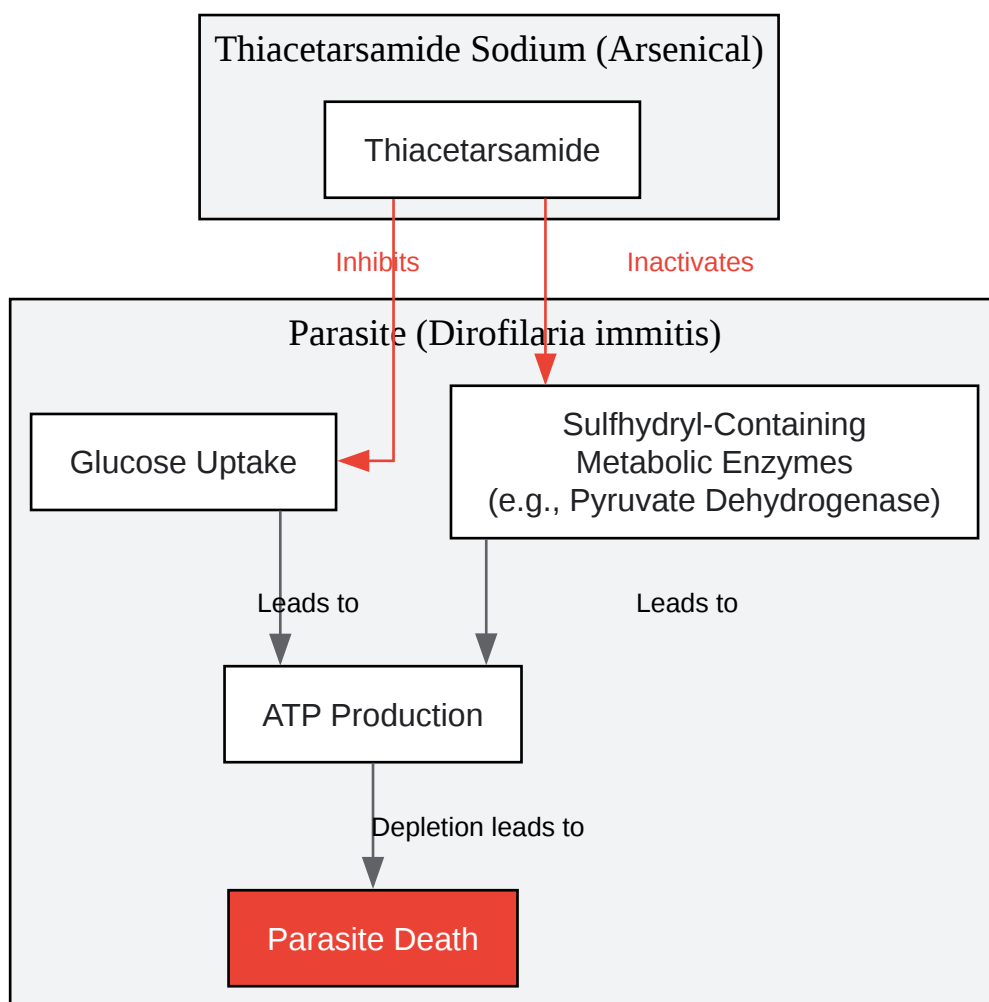 Thiacetarsamide Sodium (Arsenical)
Thiacetarsamide
Inhibits
Inactivates
Parasite (Dirofilaria immitis)
Glucose Uptake
Sulfhydryl-Containing
Metabolic Enzymes
(e.g., Pyruvate Dehydrogenase)
Leads to
Leads to
ATP Production
Depletion leads to
Parasite Death